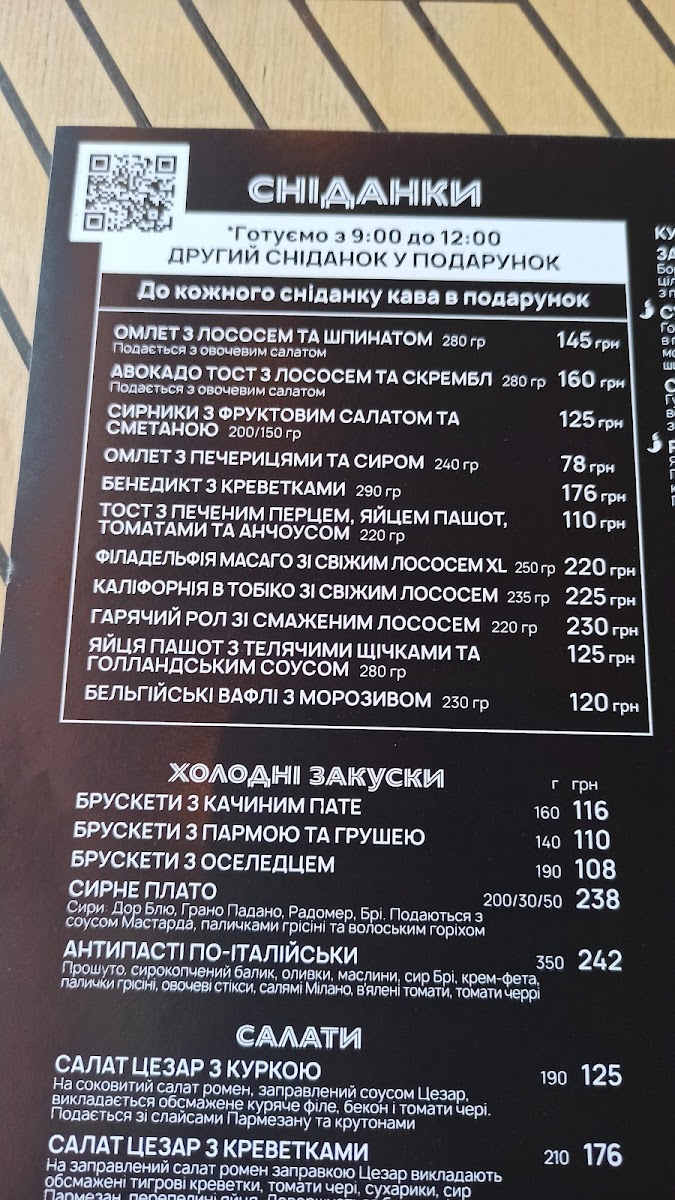 СНІДАНКИ
*Готуємо з 9:00 до 12:00
ДРУГИЙ СНІДАНОК У ПОДАРУНОК
До кожного сніданку кава в подарунок
ОМЛЕТ З ЛОСОСЕМ ТА ШПИНАТОМ 280 гр 145 грн
Подається з овочевим салатом
АВОКАДО ТОСТ З ЛОСОСЕМ ТА СКРЕМБЛ 280 гр 160 грн
Подається з овочевим салатом
СИРНИКИ З ФРУКТОВИМ САЛАТОМ ТА 125 грн
СМЕТАНОЮ 200/150 гр
ОМЛЕТ З ПЕЧЕРИЦЯМИ ТА СИРОМ 240 гр 78 грн
БЕНЕДИКТ З КРЕВЕТКАМИ 290 гр 176 грн
ТОСТ З ПЕЧЕНИМ ПЕРЦЕМ, ЯЙЦЕМ ПАШОТ, 110 грн
ТОМАТАМИ ТА АНЧОУСОМ 220 гр
ФІЛАДЕЛЬФІЯ МАСАГО ЗІ СВІЖИМ ЛОСОСЕМ XL 250 гр 220 грн
КАЛІФОРНІЯ В ТОБІКО ЗІ СВІЖИМ ЛОСОСЕМ 235 гр 225 грн
ГАРЯЧИЙ РОЛ ЗІ СМАЖЕНИМ ЛОСОСЕМ 220 гр 230 грн
ЯЙЦЯ ПАШОТ З ТЕЛЯЧИМИ ЩІЧКАМИ ТА 125 грн
ГОЛЛАНДСЬКИМ СОУСОМ 280 гр
БЕЛЬГІЙСЬКІ ВАФЛІ З МОРОЗИВОМ 230 гр 120 грн
ХОЛОДНІ ЗАКУСКИ г грн
БРУСКЕТИ З КАЧИНИМ ПАТЕ 160 116
БРУСКЕТИ З ПАРМОЮ ТА ГРУШЕЮ 140 110
БРУСКЕТИ З ОСЕЛЕДЦЕМ 190 108
СИРНЕ ПЛАТО 200/30/50 238
Сири: Дор Блю, Грано Падано, Радомер, Брі. Подаються з
соусом Мастарда, паличками грісіні та волоським горіхом
АНТИПАСТІ ПО-ІТАЛІЙСЬКИ 350 242
Прошуто, сирокопчений балик, оливки, маслини, сир Брі, крем-фета,
палички грісіні, овочеві стікси, салямі Мілано, в'ялені томати, томати черрі
САЛАТИ
САЛАТ ЦЕЗАР З КУРКОЮ 190 125
На соковитий салат ромен, заправлений соусом Цезар,
викладається обсмажене куряче філе, бекон і томати чері.
Подається зі слайсами Пармезану та крутонами
САЛАТ ЦЕЗАР З КРЕВЕТКАМИ 210 176
На заправлений салат ромен заправкою Цезар викладають
обсмажені тигрові креветки, томати чері, сухарики, сир
Пармезан, перепелині яйця.